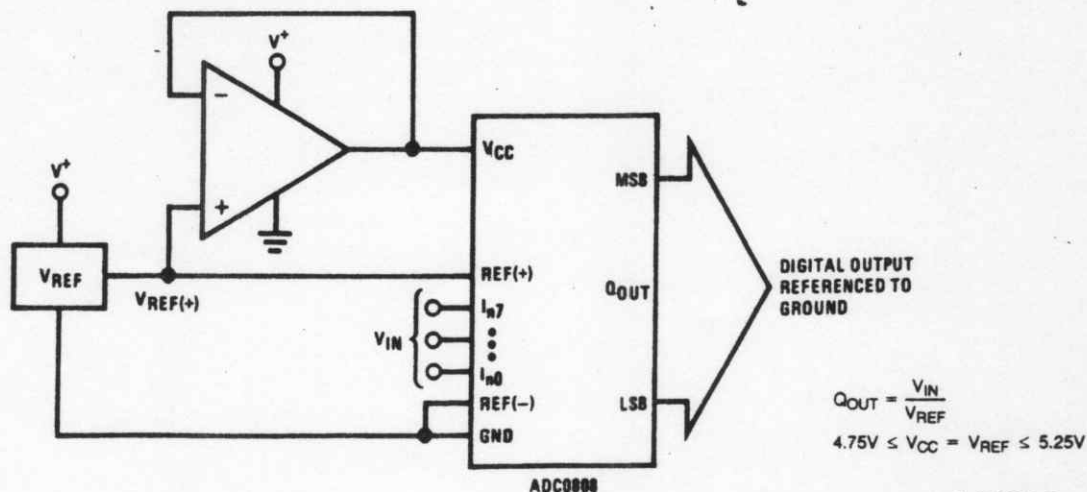 V+
−
+
V+
VREF
VREF(+)
VCC
REF(+)
VIN
In7
In0
REF(−)
GND
MSB
QOUT
LSB
ADC0808
DIGITAL OUTPUT
REFERENCED TO
GROUND
QOUT = VIN / VREF
4.75V ≤ VCC = VREF ≤ 5.25V